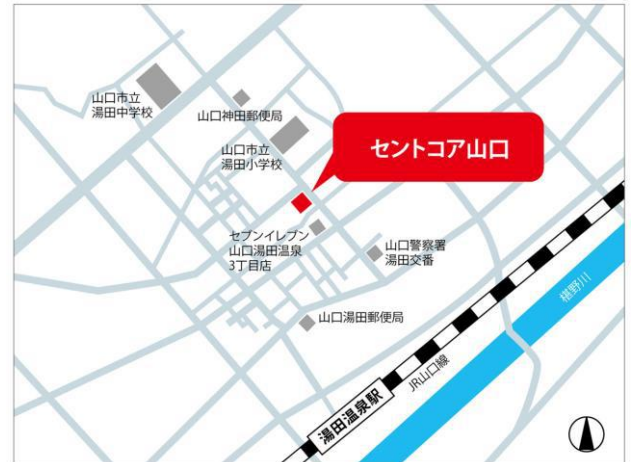 山口市立
湯田中学校
山口神田郵便局
山口市立
湯田小学校
セントコア山口
セブンイレブン
山口湯田温泉
3丁目店
山口警察署
湯田交番
山口湯田郵便局
椹野川
JR山口線
湯田温泉駅